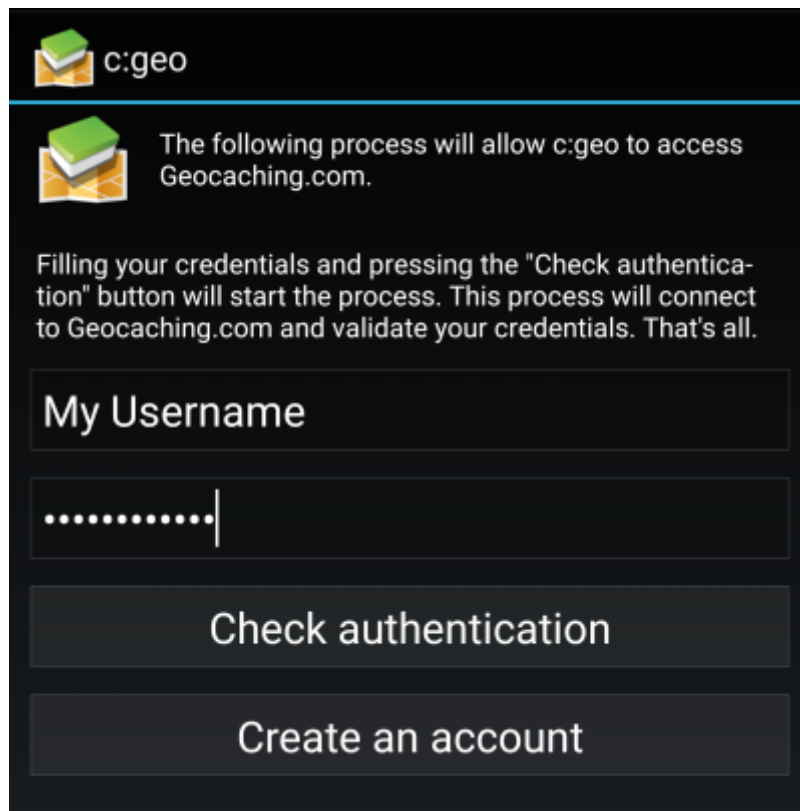 c:geo
The following process will allow c:geo to access
Geocaching.com.
Filling your credentials and pressing the "Check authentica-
tion" button will start the process. This process will connect
to Geocaching.com and validate your credentials. That's all.
My Username
••••••••••••
Check authentication
Create an account